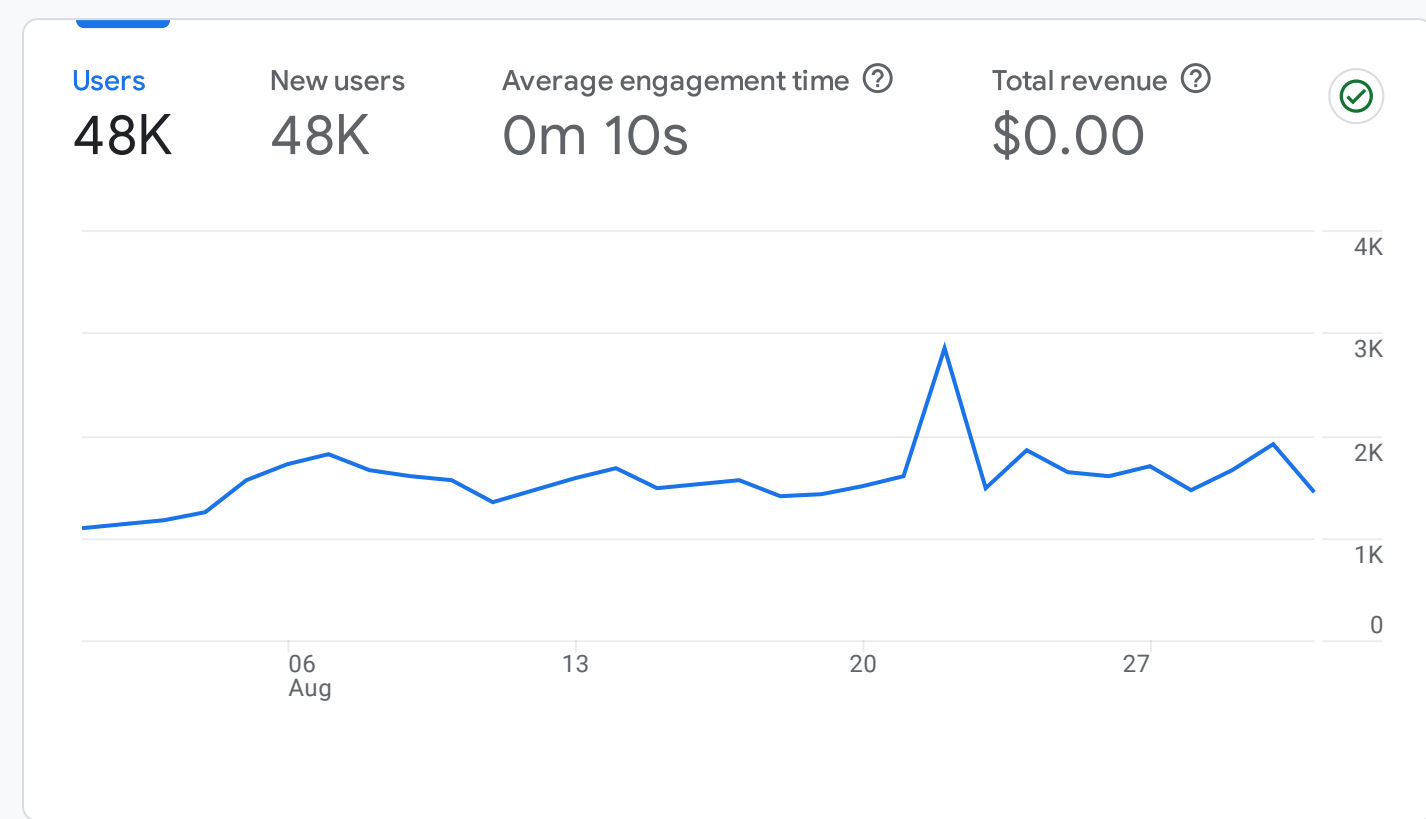 Users
48K
New users
48K
Average engagement time
0m 10s
Total revenue
$0.00
4K
3K
2K
1K
0
06
Aug
13
20
27